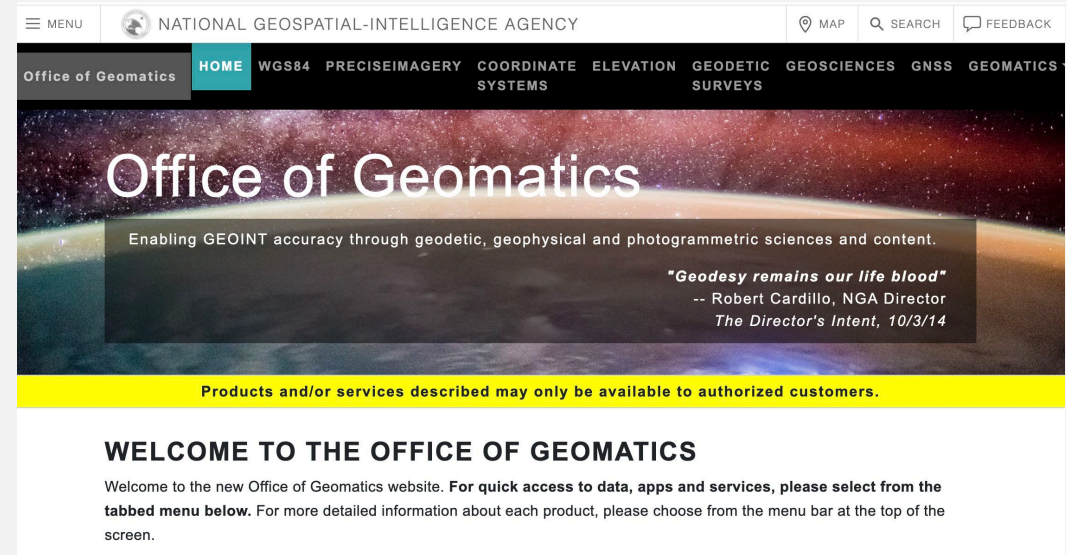 MENU
NATIONAL GEOSPATIAL-INTELLIGENCE AGENCY
MAP
SEARCH
FEEDBACK
Office of Geomatics
HOME
WGS84
PRECISEIMAGERY
COORDINATE
SYSTEMS
ELEVATION
GEODETIC
SURVEYS
GEOSCIENCES
GNSS
GEOMATICS
Office of Geomatics
Enabling GEOINT accuracy through geodetic, geophysical and photogrammetric sciences and content.
"Geodesy remains our life blood"
-- Robert Cardillo, NGA Director
The Director's Intent, 10/3/14
Products and/or services described may only be available to authorized customers.
WELCOME TO THE OFFICE OF GEOMATICS
Welcome to the new Office of Geomatics website. For quick access to data, apps and services, please select from the
tabbed menu below. For more detailed information about each product, please choose from the menu bar at the top of the
screen.